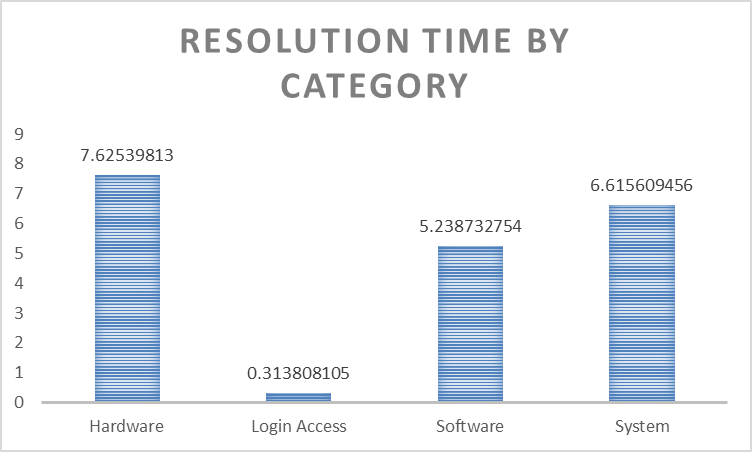 RESOLUTION TIME BY
CATEGORY
9
8
7
6
5
4
3
2
1
0
7.62539813
0.313808105
5.238732754
6.615609456
Hardware
Login Access
Software
System